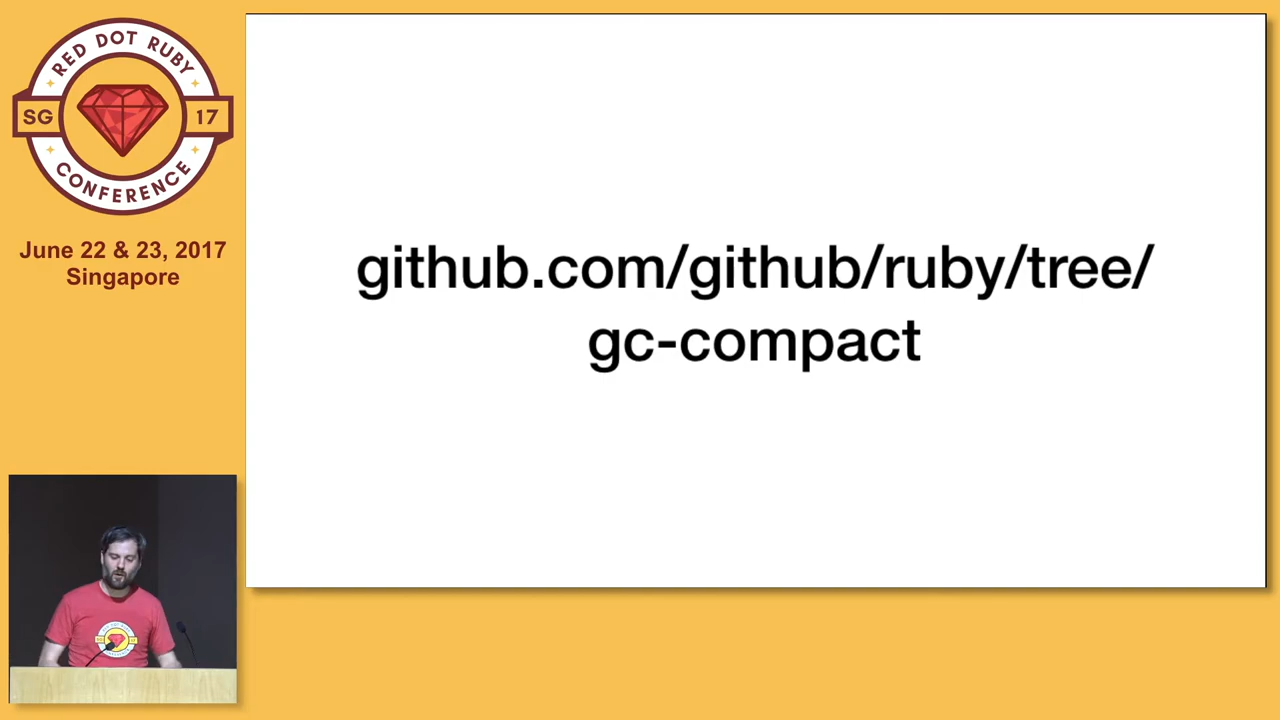 RED DOT RUBY
SG 17
CONFERENCE
June 22 & 23, 2017
Singapore
github.com/github/ruby/tree/
gc-compact